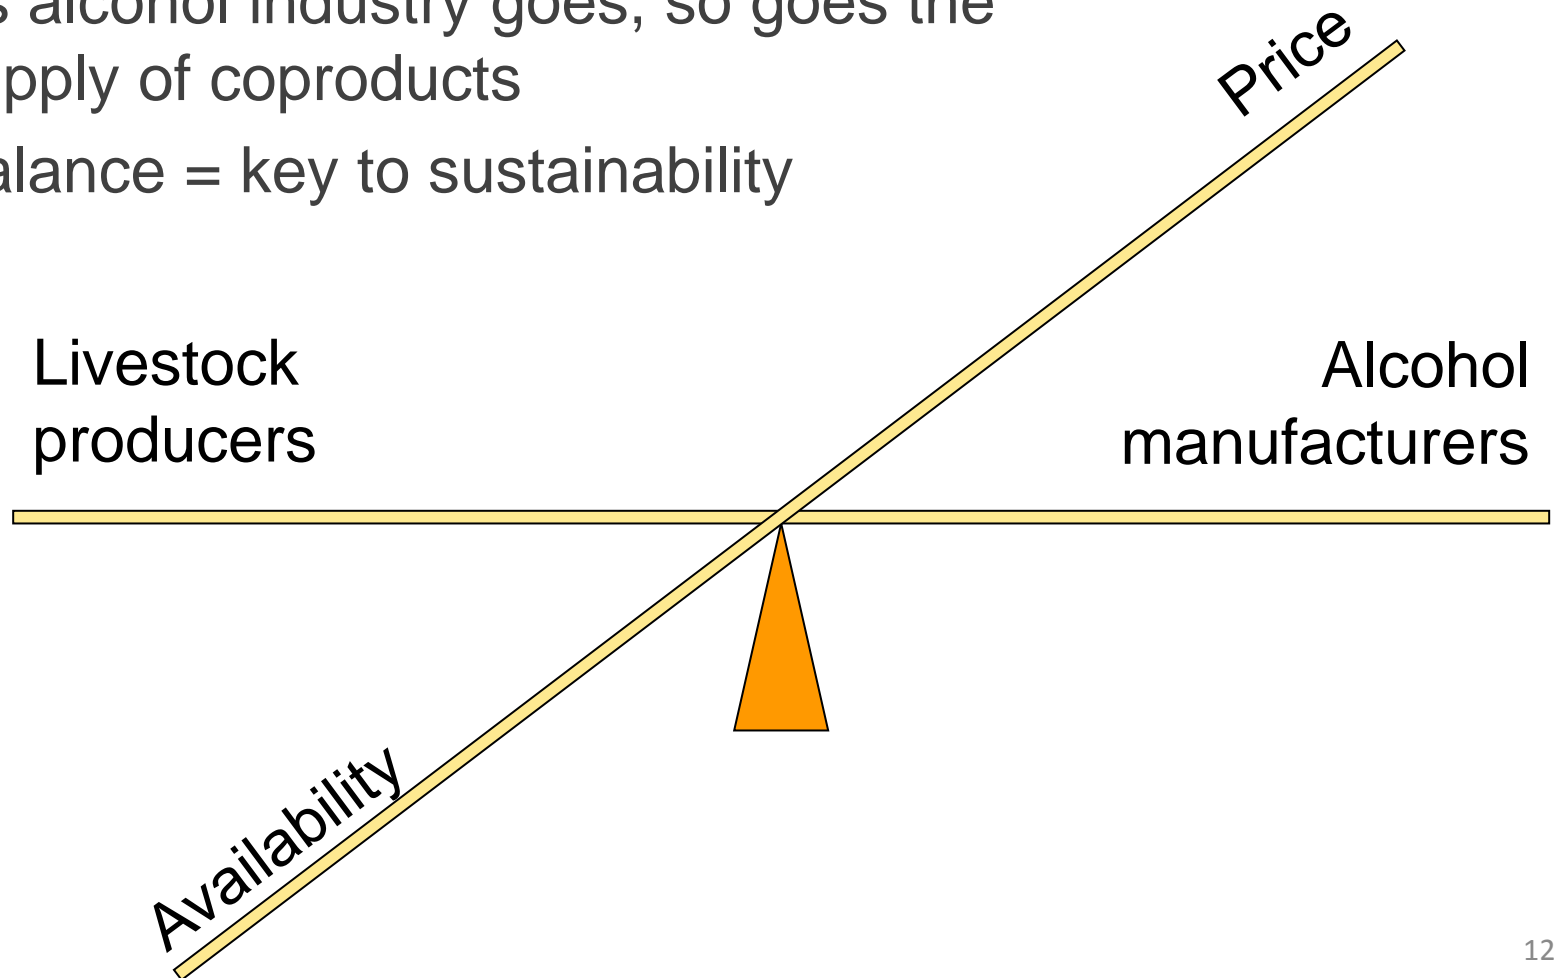 s alcohol industry goes, so goes the
pply of coproducts
alance = key to sustainability
Price
Livestock
producers
Alcohol
manufacturers
Availability
12